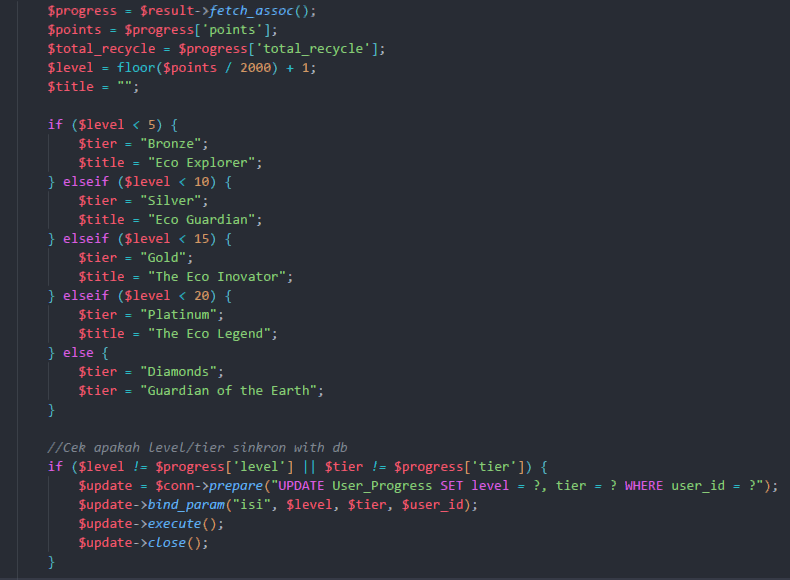 $progress = $result->fetch_assoc();
$points = $progress['points'];
$total_recycle = $progress['total_recycle'];
$level = floor($points / 2000) + 1;
$title = "";
if ($level < 5) {
$tier = "Bronze";
$title = "Eco Explorer";
} elseif ($level < 10) {
$tier = "Silver";
$title = "Eco Guardian";
} elseif ($level < 15) {
$tier = "Gold";
$title = "The Eco Inovator";
} elseif ($level < 20) {
$tier = "Platinum";
$title = "The Eco Legend";
} else {
$tier = "Diamonds";
$tier = "Guardian of the Earth";
}
//Cek apakah level/tier sinkron with db
if ($level != $progress['level'] || $tier != $progress['tier']) {
$update = $conn->prepare("UPDATE User_Progress SET level = ?, tier = ? WHERE user_id = ?");
$update->bind_param("isi", $level, $tier, $user_id);
$update->execute();
$update->close();
}